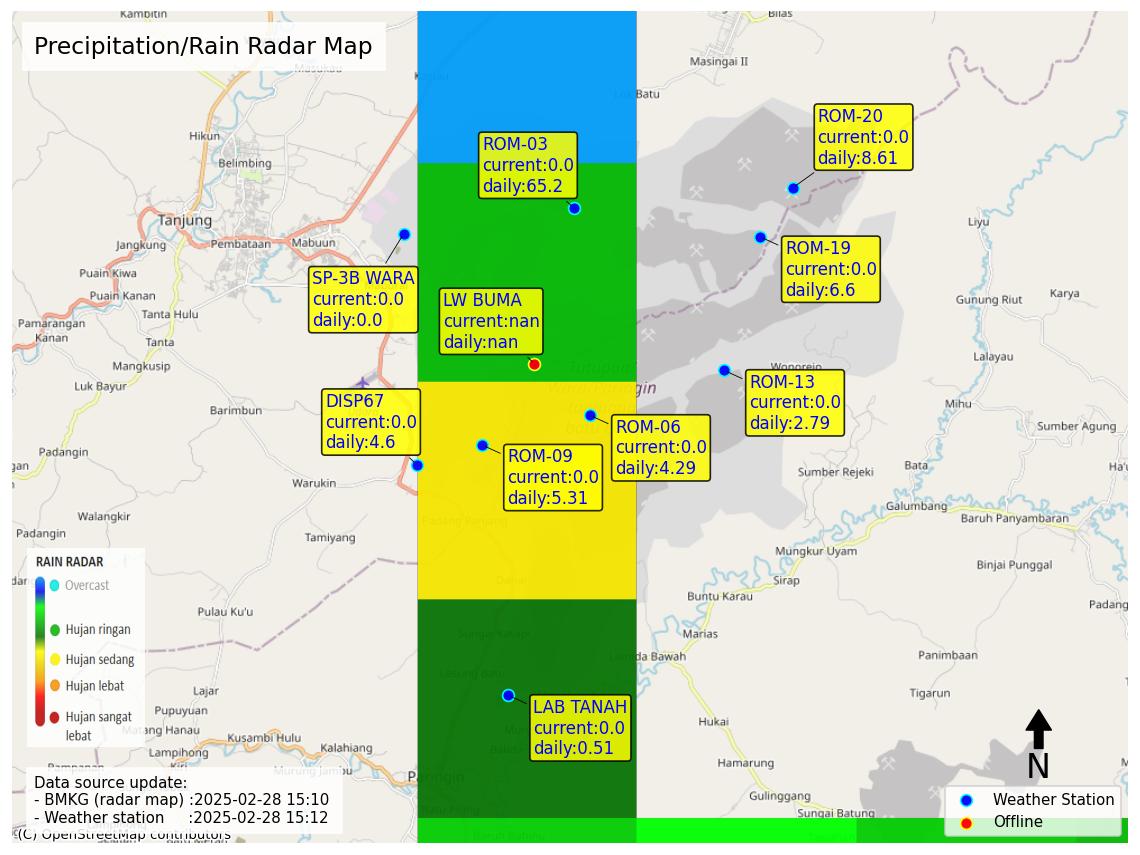 Kambitin
Bilas
Precipitation/Rain Radar Map
Masingai II
ROM-20
current:0.0
daily:8.61
ROM-03
current:0.0
daily:65.2
Hikun
Belimbing
Tanjung
Jangkung
Pembataan
Mabuun
Liyu
ROM-19
current:0.0
daily:6.6
SP-3B WARA
current:0.0
daily:0.0
Puain Kiwa
Puain Kanan
Tanta Hulu
LW BUMA
current:nan
daily:nan
Gunung Riut
Karya
Pamarangan
Kanan
Tanta
Mangkusip
Luk Bayur
Barimbun
Lalayau
Wonorejo
ROM-13
current:0.0
daily:2.79
DISP67
current:0.0
daily:4.6
ROM-06
current:0.0
daily:4.29
ROM-09
current:0.0
daily:5.31
Mihu
Sumber Agung
Padangin
Warukin
Sumber Rejeki
Bata
Galumbang
Baruh Panyambaran
Walangkir
Padangin
Tamiyang
Mungkur Uyam
Binjai Punggal
Sirap
Buntu Karau
Padang
RAIN RADAR
Overcast
Hujan ringan
Hujan sedang
Hujan lebat
Hujan sangat
lebat
Pulau Ku'u
Marias
Lamida Bawah
Panimbaan
Tigarun
Lajar
Pupuyuan
Matang Hanau
Lampihong
Kusambi Hulu
Kalahiang
Murung Jambu
Paringin
LAB TANAH
current:0.0
daily:0.51
Hukai
Hamarung
Gulinggang
Sungai Batung
N
Data source update:
- BMKG (radar map) :2025-02-28 15:10
- Weather station :2025-02-28 15:12
(C) OpenStreetMap contributors
Weather Station
Offline